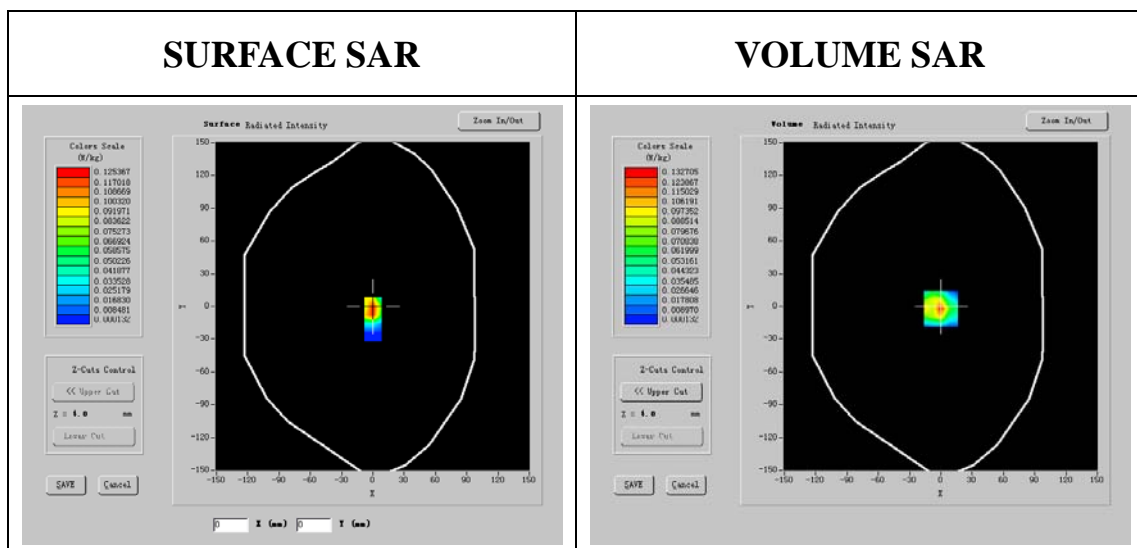 SURFACE SAR
VOLUME SAR
Surface Radiated Intensity
Zoom In/Out
Colors Scale
(W/kg)
0.125367
0.117018
0.108669
0.100320
0.091971
0.083622
0.075273
0.066924
0.058575
0.050226
0.041877
0.033528
0.025179
0.016830
0.008481
0.000132
150
120
90
60
30
0
-30
-60
-90
-120
-150
Y
-150 -120 -90 -60 -30 0 30 60 90 120 150
X
Z-Cuts Control
<< Upper Cut
Z = 4.0 mm
Lower Cut
SAVE Cancel
0 X (mm) 0 Y (mm)
Volume Radiated Intensity
Zoom In/Out
Colors Scale
(W/kg)
0.132705
0.123867
0.115029
0.106191
0.097352
0.088514
0.079676
0.070838
0.061999
0.053161
0.044323
0.035485
0.026646
0.017808
0.008970
0.000132
150
120
90
60
30
0
-30
-60
-90
-120
-150
Y
-150 -120 -90 -60 -30 0 30 60 90 120 150
X
Z-Cuts Control
<< Upper Cut
Z = 4.0 mm
Lower Cut
SAVE Cancel